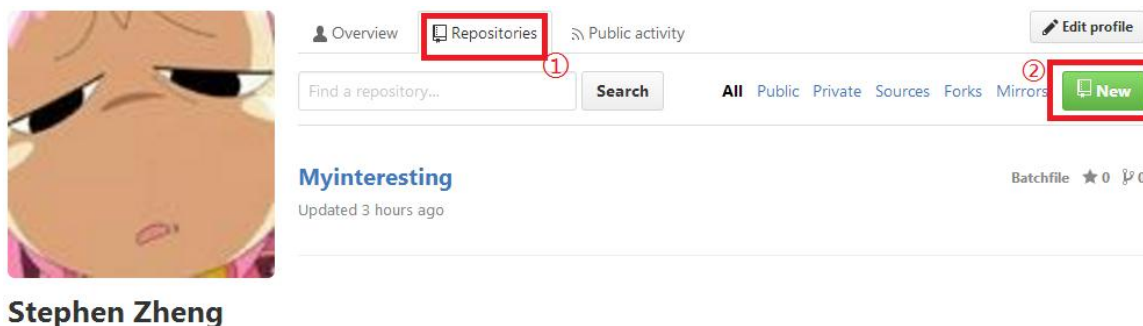 Overview Repositories Public activity Edit profile
①
Find a repository... Search All Public Private Sources Forks Mirrors ② New
Myinteresting Batchfile 0 0
Updated 3 hours ago
Stephen Zheng